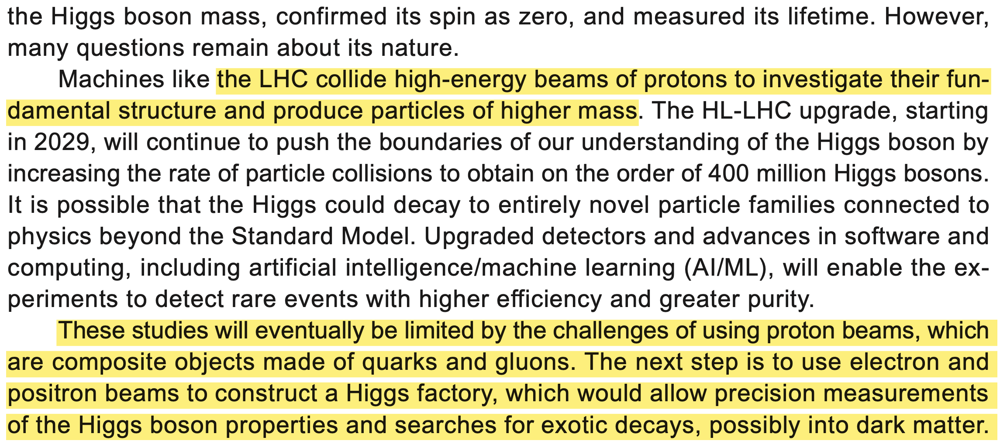 the Higgs boson mass, confirmed its spin as zero, and measured its lifetime. However,
many questions remain about its nature.
Machines like the LHC collide high-energy beams of protons to investigate their fun-
damental structure and produce particles of higher mass. The HL-LHC upgrade, starting
in 2029, will continue to push the boundaries of our understanding of the Higgs boson by
increasing the rate of particle collisions to obtain on the order of 400 million Higgs bosons.
It is possible that the Higgs could decay to entirely novel particle families connected to
physics beyond the Standard Model. Upgraded detectors and advances in software and
computing, including artificial intelligence/machine learning (AI/ML), will enable the ex-
periments to detect rare events with higher efficiency and greater purity.
These studies will eventually be limited by the challenges of using proton beams, which
are composite objects made of quarks and gluons. The next step is to use electron and
positron beams to construct a Higgs factory, which would allow precision measurements
of the Higgs boson properties and searches for exotic decays, possibly into dark matter.